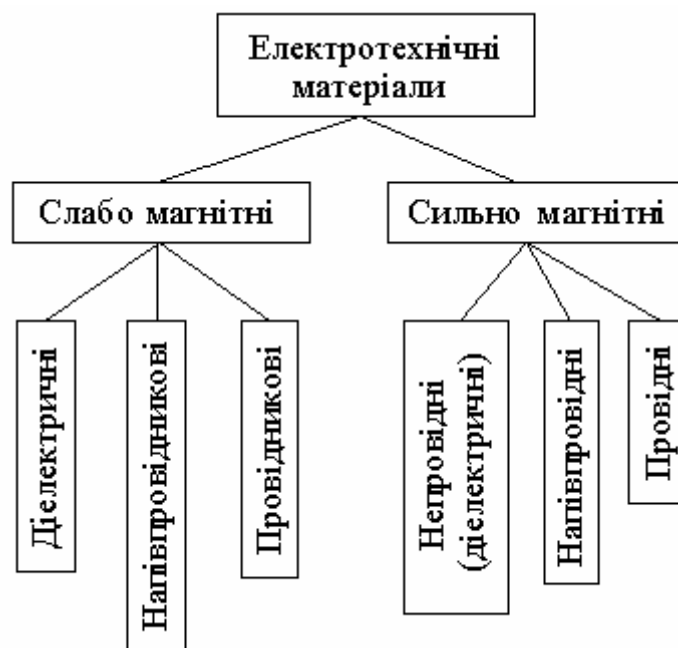 Електротехнічні
матеріали
Слабо магнітні
Сильно магнітні
Діелектричні
Напівпровідникові
Провідникові
Непровідні
(діелектричні)
Напівпровідні
Провідні